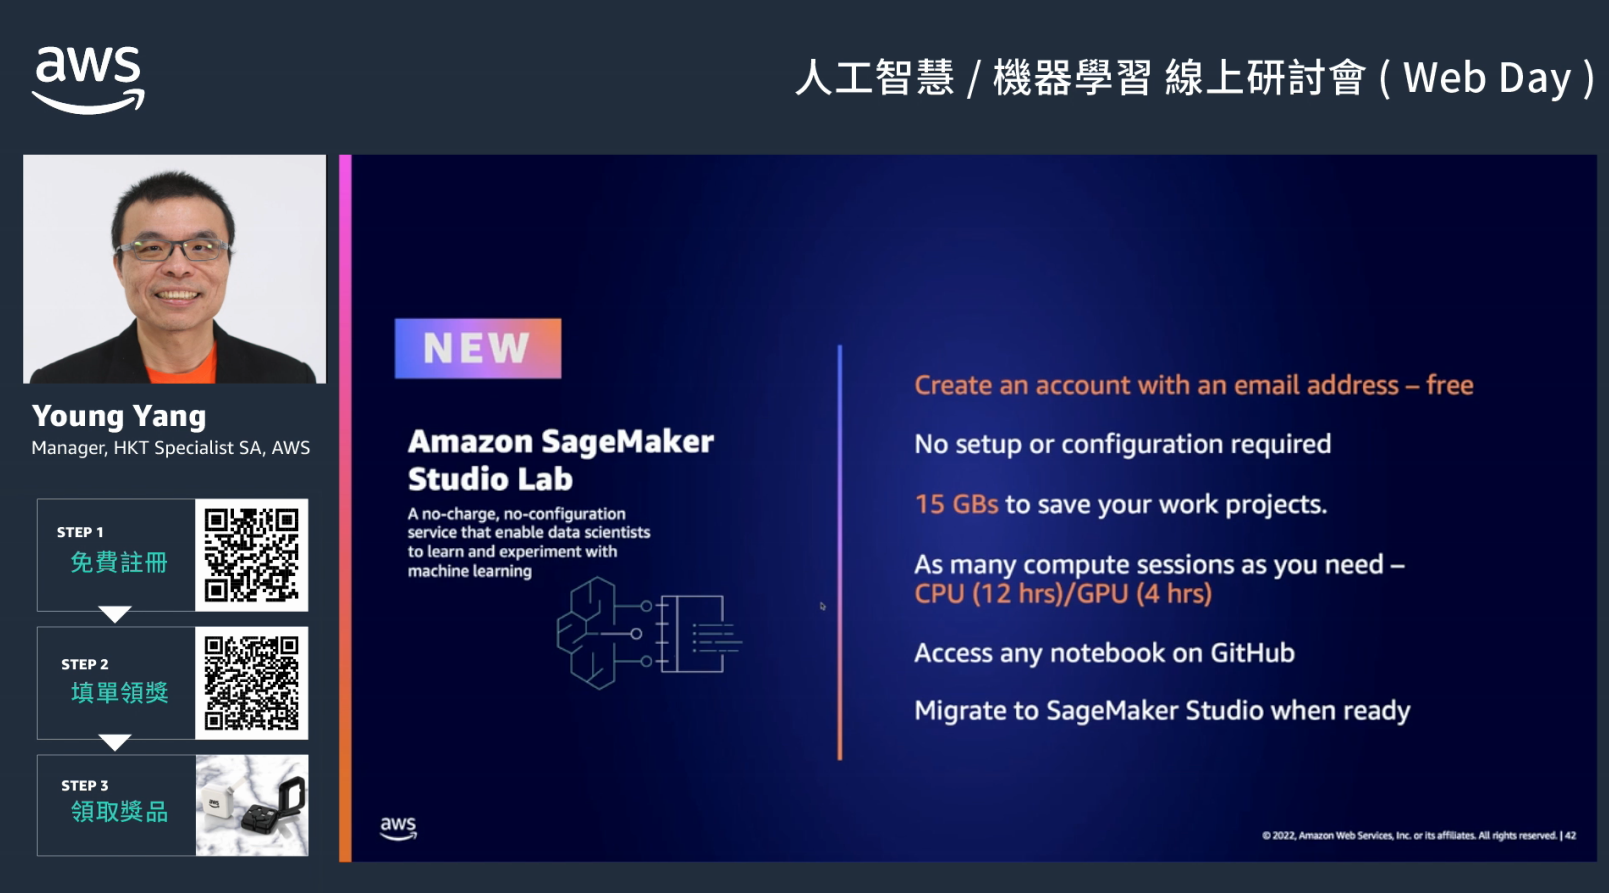 aws
人工智慧 / 機器學習 線上研討會 ( Web Day )
Young Yang
Manager, HKT Specialist SA, AWS
STEP 1
免費註冊
STEP 2
填單領獎
STEP 3
領取獎品
aws
NEW
Amazon SageMaker
Studio Lab
A no-charge, no-configuration
service that enable data scientists
to learn and experiment with
machine learning
Create an account with an email address – free
No setup or configuration required
15 GBs to save your work projects.
As many compute sessions as you need –
CPU (12 hrs)/GPU (4 hrs)
Access any notebook on GitHub
Migrate to SageMaker Studio when ready
aws
© 2022, Amazon Web Services, Inc. or its affiliates. All rights reserved. | 42